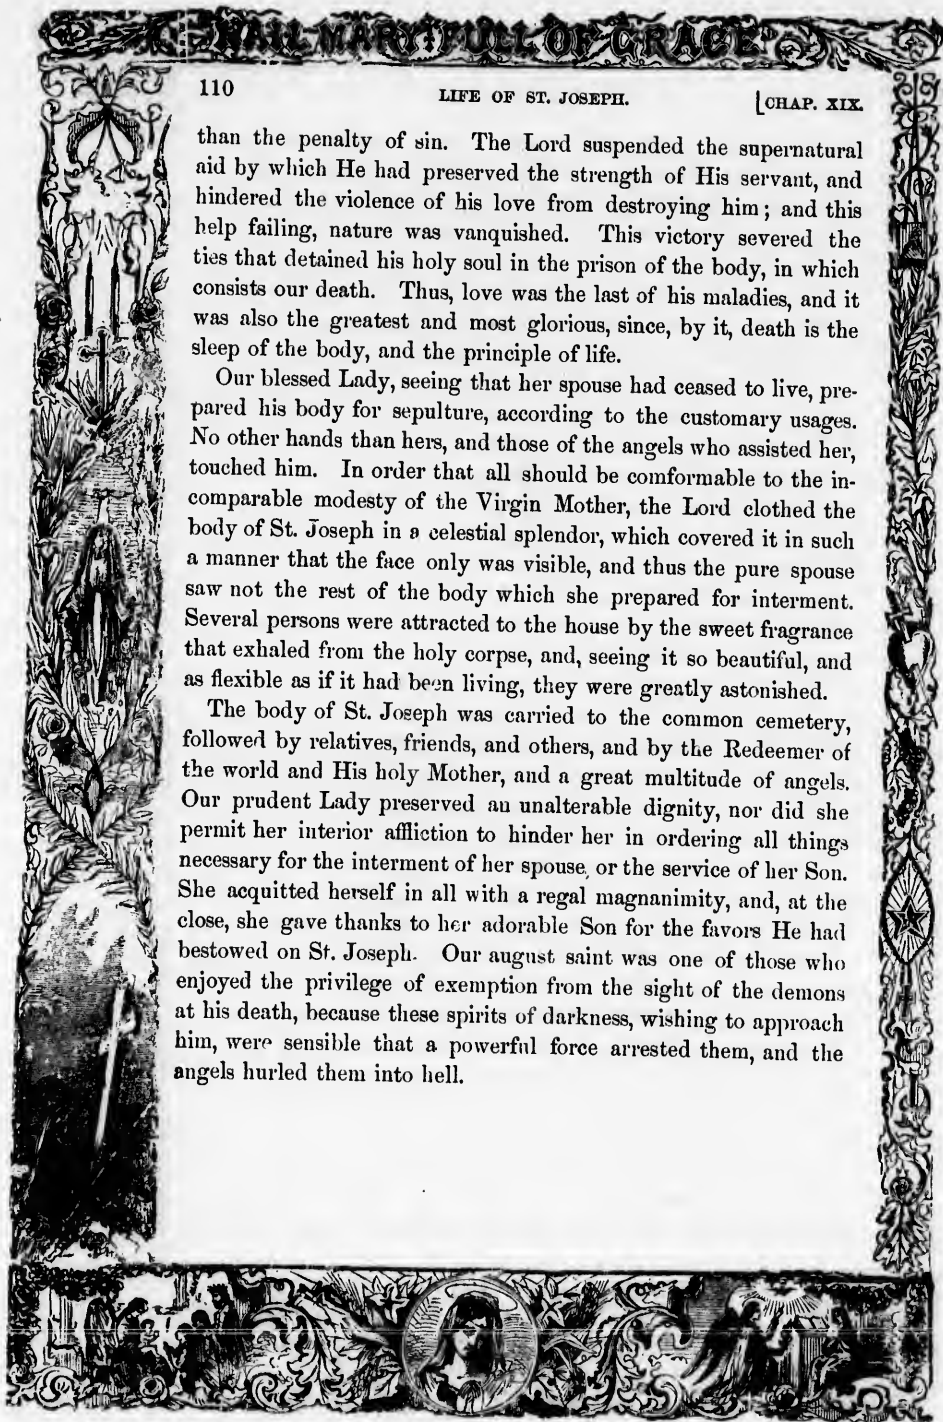 HAIL MARY! FULL OF GRACE
110
LIFE OF ST. JOSEPH.
[CHAP. XIX.
than the penalty of sin. The Lord suspended the supernatural
aid by which He had preserved the strength of His servant, and
hindered the violence of his love from destroying him; and this
help failing, nature was vanquished. This victory severed the
ties that detained his holy soul in the prison of the body, in which
consists our death. Thus, love was the last of his maladies, and it
was also the greatest and most glorious, since, by it, death is the
sleep of the body, and the principle of life.
Our blessed Lady, seeing that her spouse had ceased to live, pre-
pared his body for sepulture, according to the customary usages.
No other hands than hers, and those of the angels who assisted her,
touched him. In order that all should be comformable to the in-
comparable modesty of the Virgin Mother, the Lord clothed the
body of St. Joseph in a celestial splendor, which covered it in such
a manner that the face only was visible, and thus the pure spouse
saw not the rest of the body which she prepared for interment.
Several persons were attracted to the house by the sweet fragrance
that exhaled from the holy corpse, and, seeing it so beautiful, and
as flexible as if it had been living, they were greatly astonished.
The body of St. Joseph was carried to the common cemetery,
followed by relatives, friends, and others, and by the Redeemer of
the world and His holy Mother, and a great multitude of angels.
Our prudent Lady preserved an unalterable dignity, nor did she
permit her interior affliction to hinder her in ordering all things
necessary for the interment of her spouse, or the service of her Son.
She acquitted herself in all with a regal magnanimity, and, at the
close, she gave thanks to her adorable Son for the favors He had
bestowed on St. Joseph. Our august saint was one of those who
enjoyed the privilege of exemption from the sight of the demons
at his death, because these spirits of darkness, wishing to approach
him, were sensible that a powerful force arrested them, and the
angels hurled them into hell.